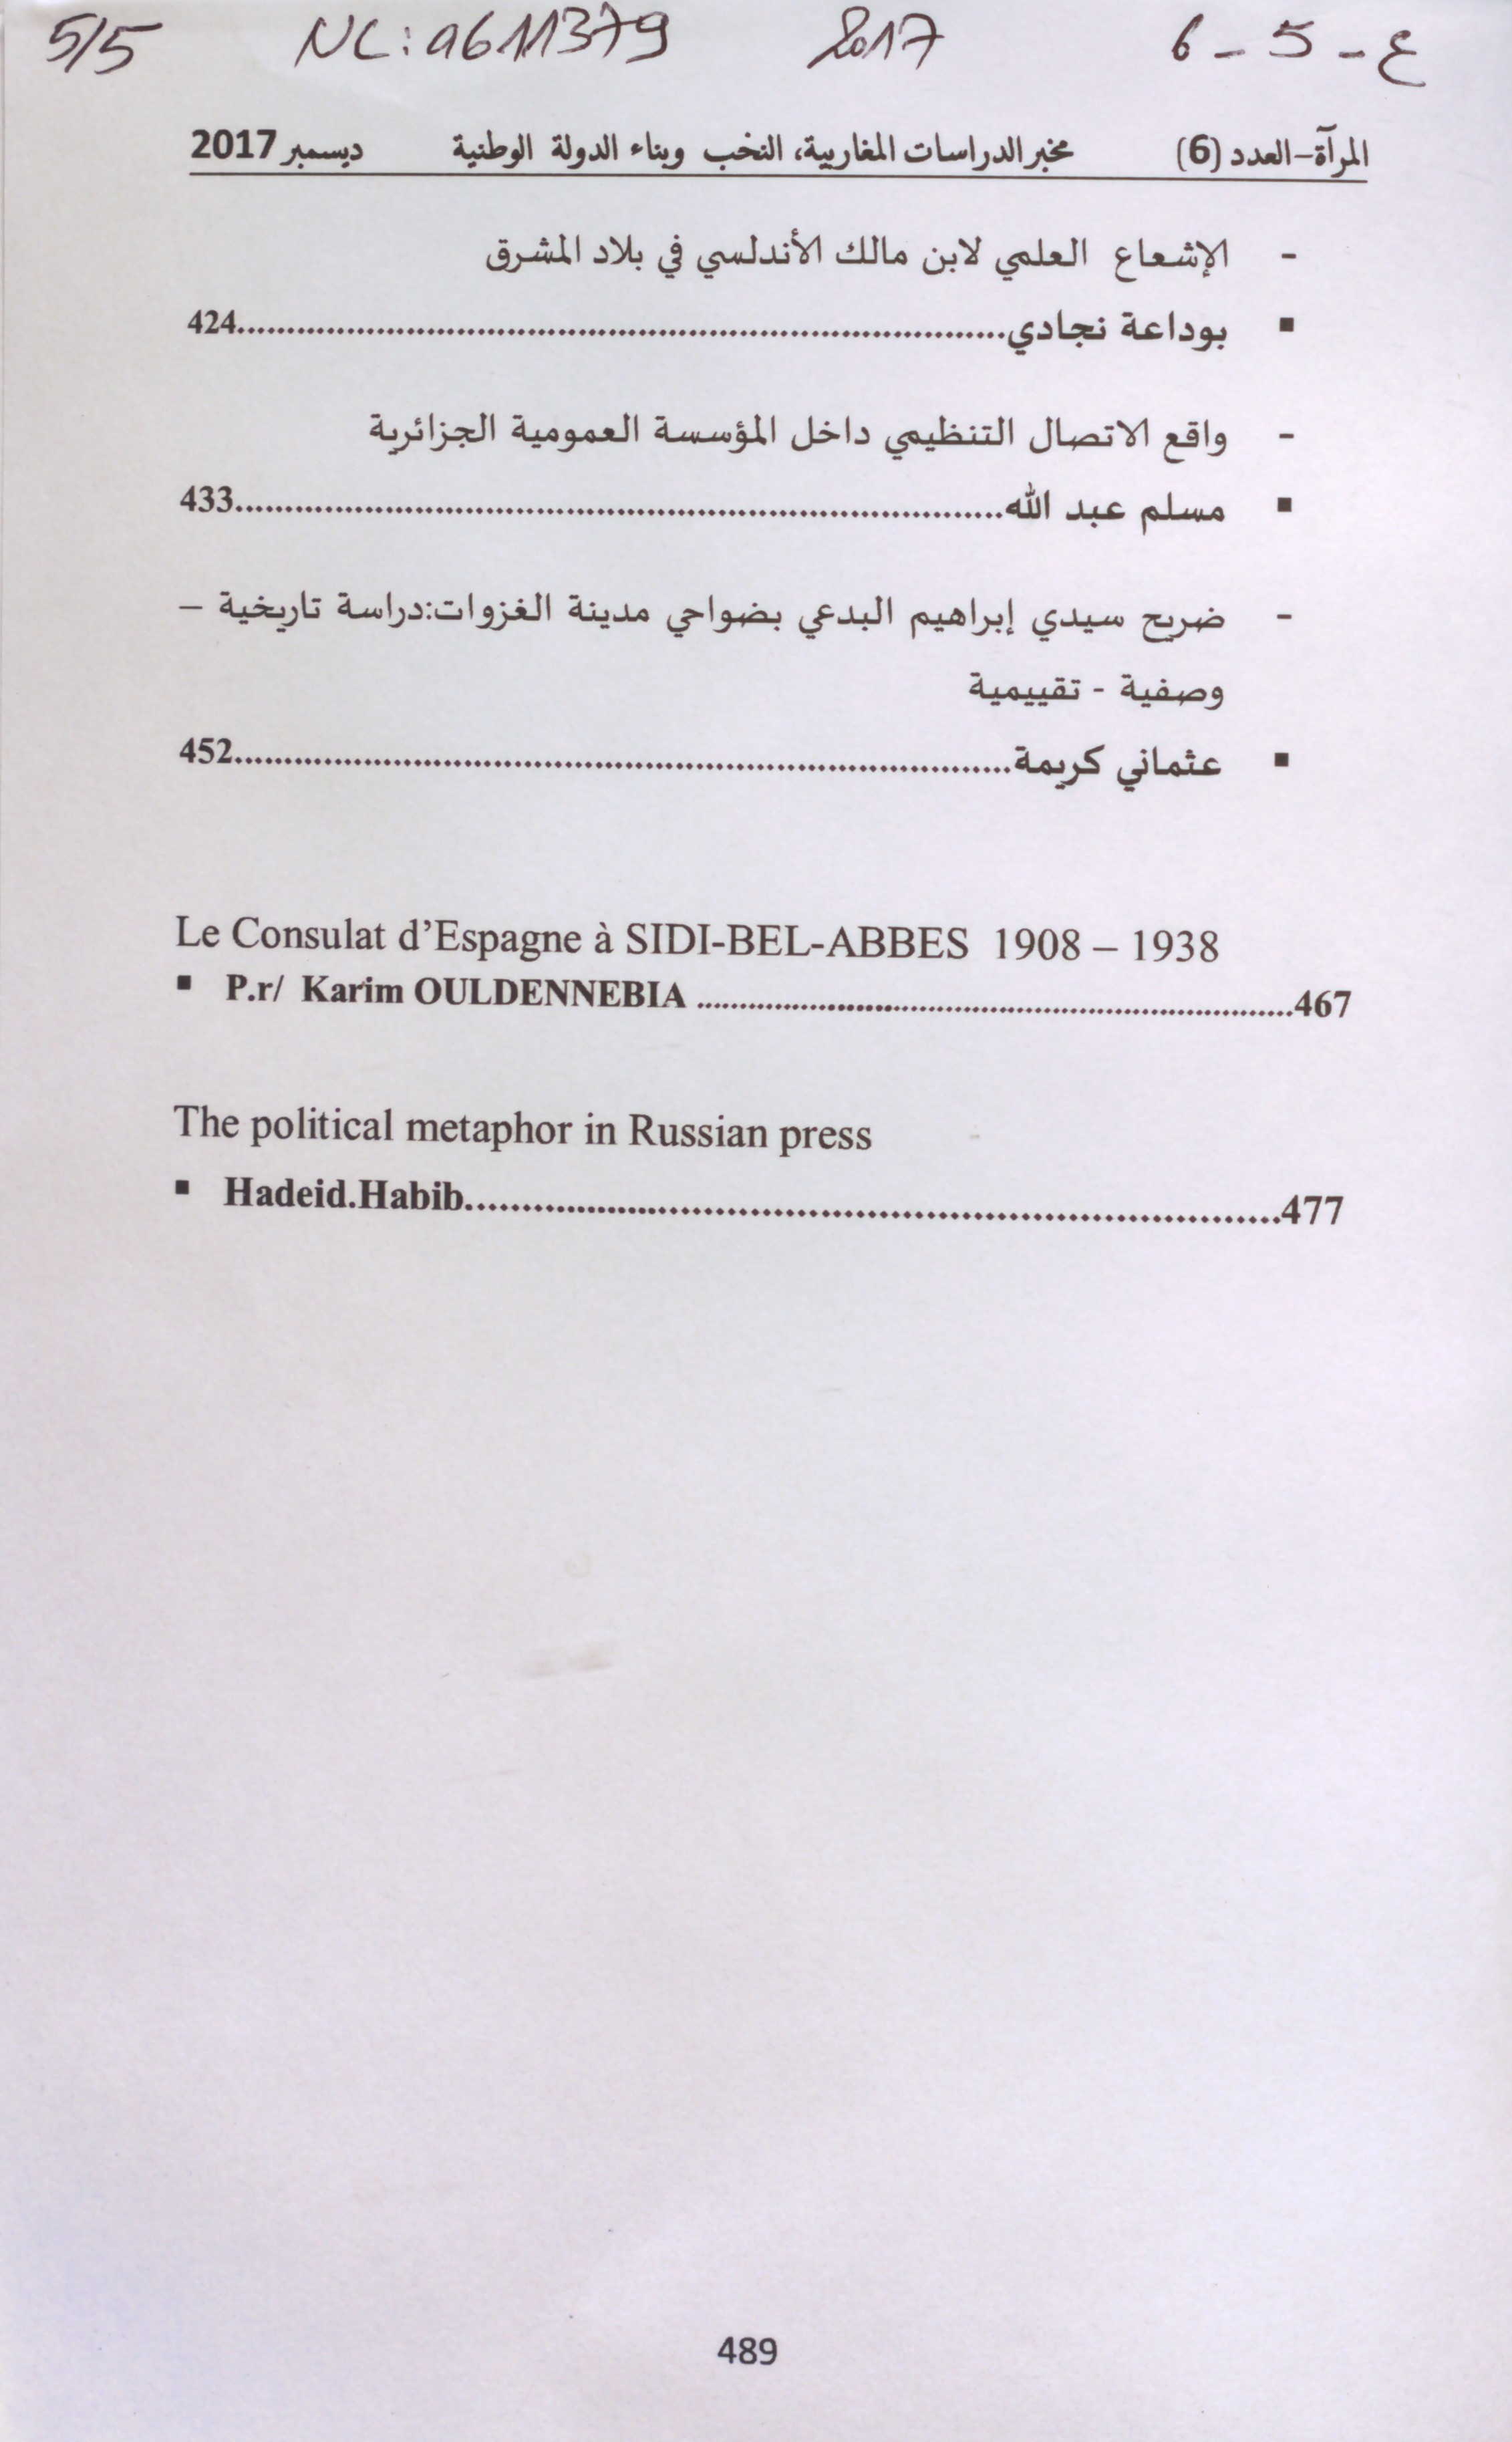 5/5 NC: a611379 2017 ع - 5 - 6
المرآة-العدد (6) مخبر الدراسات المغاربية، النخب وبناء الدولة الوطنية ديسمبر 2017
- الإشعاع العلمي لابن مالك الأندلسي في بلاد المشرق
▪ بوداعة نجادي..............................................................................424
- واقع الاتصال التنظيمي داخل المؤسسة العمومية الجزائرية
▪ مسلم عبد الله..............................................................................433
- ضريح سيدي إبراهيم البدعي بضواحي مدينة الغزوات:دراسة تاريخية –
وصفية - تقييمية
▪ عثماني كريمة..............................................................................452
Le Consulat d’Espagne à SIDI-BEL-ABBES 1908 – 1938
▪ P.r/ Karim OULDENNEBIA ..............................................................................467
The political metaphor in Russian press
▪ Hadeid.Habib..............................................................................477
489